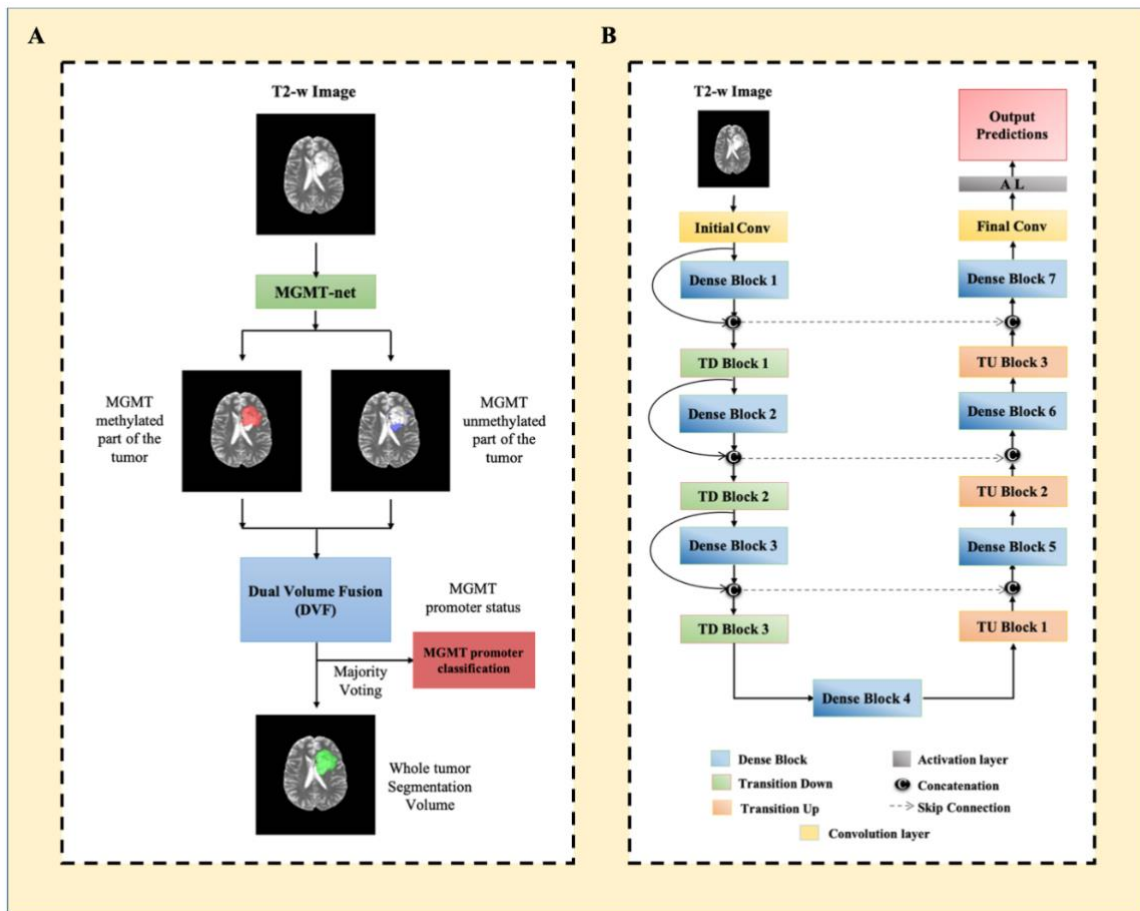 A
T2-w Image
MGMT-net
MGMT
methylated
part of the
tumor
MGMT
unmethylated
part of the
tumor
Dual Volume Fusion
(DVF)
MGMT
promoter status
MGMT promoter
classification
Majority
Voting
Whole tumor
Segmentation
Volume
B
T2-w Image
Initial Conv
Dense Block 1
C
TD Block 1
Dense Block 2
C
TD Block 2
Dense Block 3
C
TD Block 3
Dense Block 4
Output
Predictions
A L
Final Conv
Dense Block 7
C
TU Block 3
Dense Block 6
C
TU Block 2
Dense Block 5
C
TU Block 1
Dense Block
Transition Down
Transition Up
Activation layer
C Concatenation
Skip Connection
Convolution layer